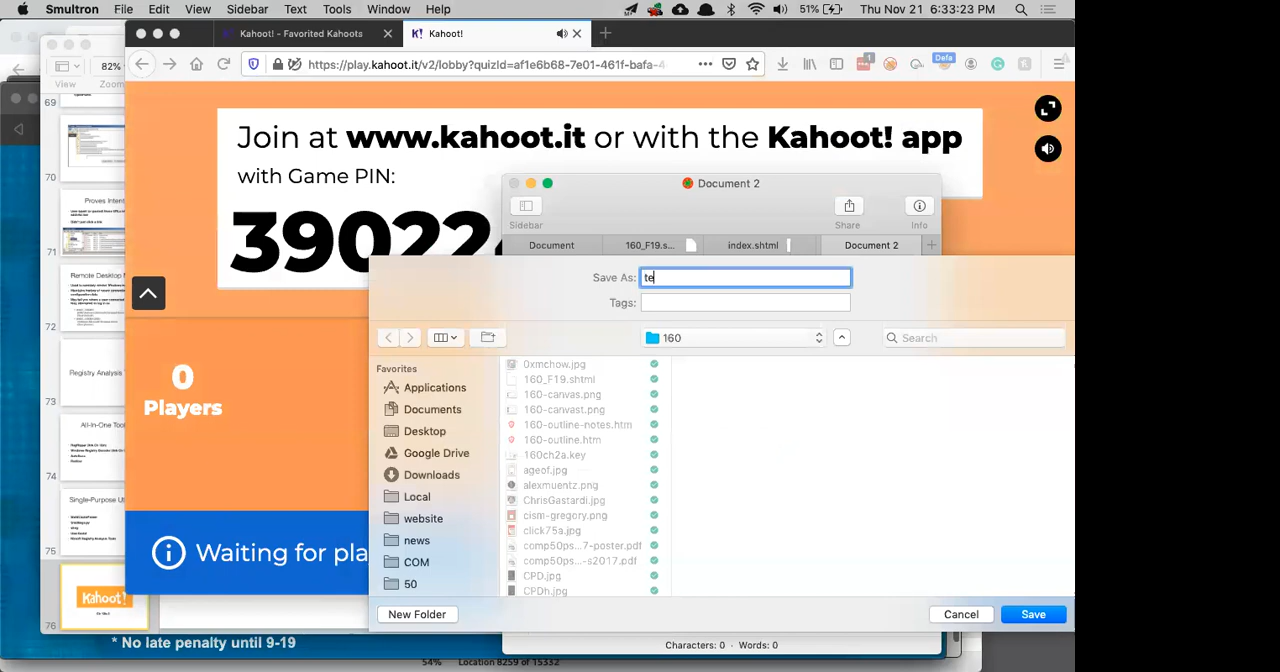 Smultron File Edit View Sidebar Text Tools Window Help 51% Thu Nov 21 6:33:23 PM
Kahoot! - Favorited Kahoots
K! Kahoot!
82%
View Zoom
https://play.kahoot.it/v2/lobby?quizId=af1e6b68-7e01-461f-bafa-4
1
Defa
69
Join at www.kahoot.it or with the Kahoot! app
with Game PIN:
39022
70
71
Remote Desktop
72
Registry Analysis
73
All-In-One Too
74
Single-Purpose Ut
75
Kahoot!
76
0
Players
Waiting for pla
* No late penalty until 9-19
Document 2
Sidebar Share Info
Document 160_F19.s... index.shtml Document 2
Save As: te
Tags:
160
Search
Favorites
Applications
Documents
Desktop
Google Drive
Downloads
Local
website
news
COM
50
0xmchow.jpg
160_F19.shtml
160-canvas.png
160-canvast.png
160-outline-notes.htm
160-outline.htm
160ch2a.key
ageof.jpg
alexmuentz.png
ChrisGastardi.jpg
cism-gregory.png
click75a.jpg
comp50ps...7-poster.pdf
comp50ps...-s2017.pdf
CPD.jpg
CPDh.jpg
New Folder Cancel Save
Characters: 0 - Words: 0
54% Location 8259 of 15332